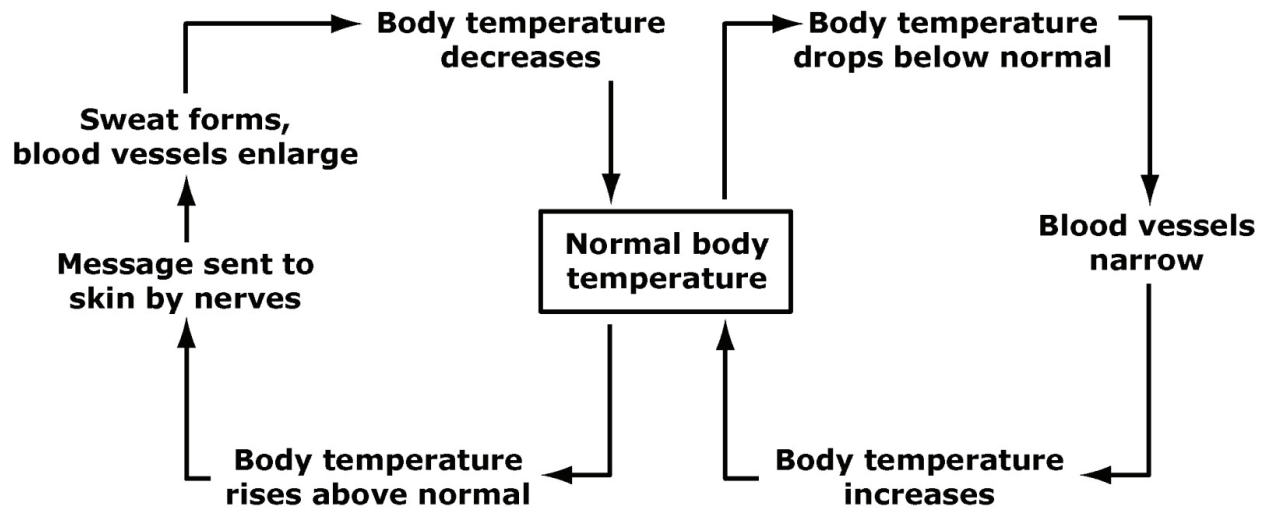 Body temperature
decreases
Body temperature
drops below normal
Sweat forms,
blood vessels enlarge
Message sent to
skin by nerves
Normal body
temperature
Blood vessels
narrow
Body temperature
rises above normal
Body temperature
increases